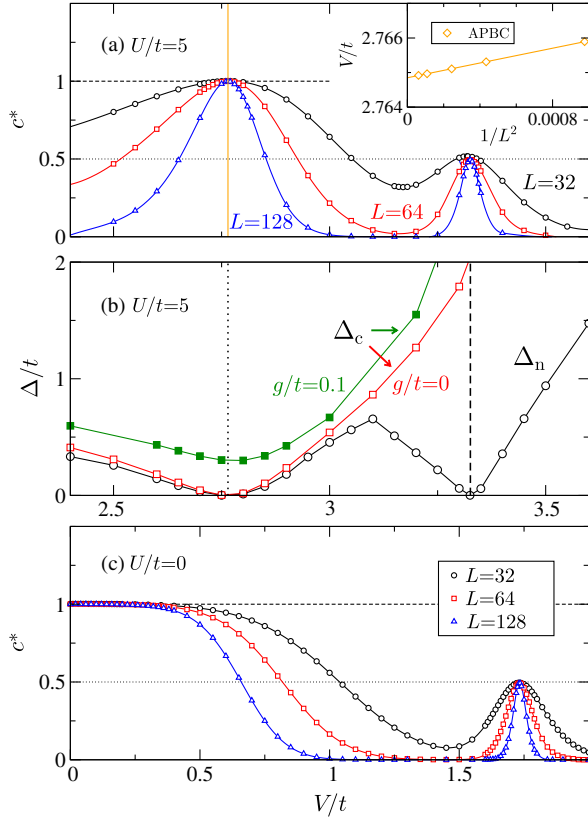 (a) U/t=5
c*
1
0.5
0
L=128
L=64
L=32
V/t
2.766
2.764
APBC
0
0.0008
1/L²
(b) U/t=5
Δ/t
2
1
0
Δc
g/t=0.1
g/t=0
Δn
2.5
3
3.5
(c) U/t=0
c*
1
0.5
0
L=32
L=64
L=128
0
0.5
1
1.5
V/t